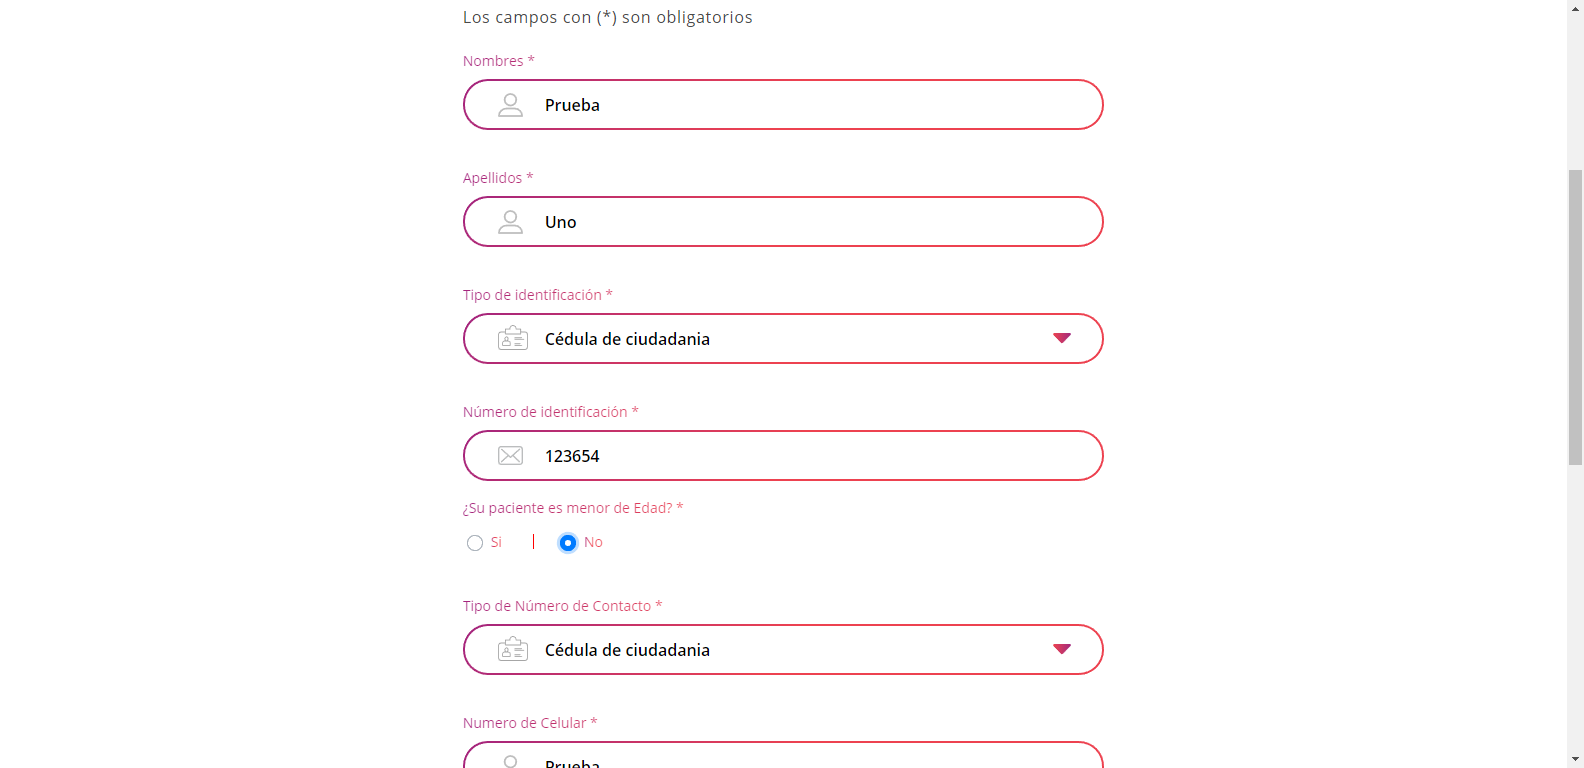 Los campos con (*) son obligatorios
Nombres *
Prueba
Apellidos *
Uno
Tipo de identificación *
Cédula de ciudadania
Número de identificación *
123654
¿Su paciente es menor de Edad? *
Si | No
Tipo de Número de Contacto *
Cédula de ciudadania
Numero de Celular *
Prueba